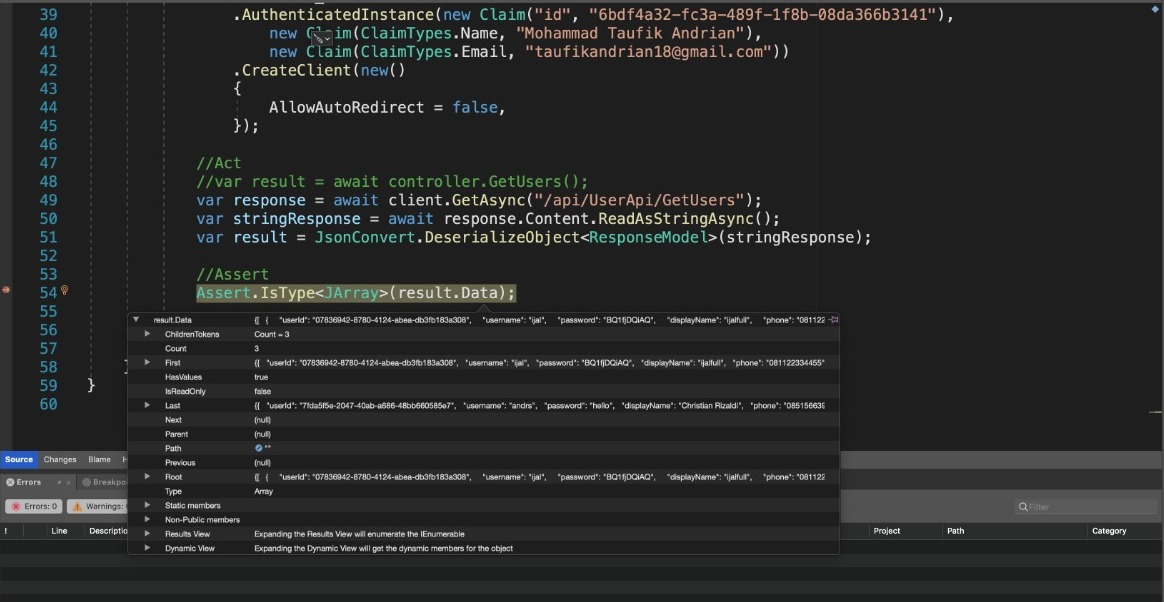 39 .AuthenticatedInstance(new Claim("id", "6bdf4a32-fc3a-489f-1f8b-08da366b3141"),
40 new Claim(ClaimTypes.Name, "Mohammad Taufik Andrian"),
41 new Claim(ClaimTypes.Email, "taufikandrian18@gmail.com"))
42 .CreateClient(new()
43 {
44 AllowAutoRedirect = false,
45 });
46
47 //Act
48 //var result = await controller.GetUsers();
49 var response = await client.GetAsync("/api/UserApi/GetUsers");
50 var stringResponse = await response.Content.ReadAsStringAsync();
51 var result = JsonConvert.DeserializeObject<ResponseModel>(stringResponse);
52
53 //Assert
54 Assert.IsType<JArray>(result.Data);
55
56
57
58 }
59 }
60
result.Data {[ { "userId": "07836942-8780-4124-abea-db3fb183a308", "username": "ijal", "password": "BQ1fjDQiAQ", "displayName": "ijalfull", "phone": "081122
ChildrenTokens Count = 3
Count 3
First {{ "userId": "07836942-8780-4124-abea-db3fb183a308", "username": "ijal", "password": "BQ1fjDQiAQ", "displayName": "ijalfull", "phone": "081122334455"
HasValues true
IsReadOnly false
Last {{ "userId": "7fda5f5e-2047-40ab-a686-48bb660585e7", "username": "andrs", "password": "hello", "displayName": "Christian Rizaldi", "phone": "085156639
Next (null)
Parent (null)
Path ""
Previous (null)
Root {[ { "userId": "07836942-8780-4124-abea-db3fb183a308", "username": "ijal", "password": "BQ1fjDQiAQ", "displayName": "ijalfull", "phone": "081122
Type Array
Static members
Non-Public members
Results View Expanding the Results View will enumerate the IEnumerable
Dynamic View Expanding the Dynamic View will get the dynamic members for the object
Source Changes Blame
Errors Breakpo
Errors: 0 Warnings: Filter
! Line Descriptio Project Path Category